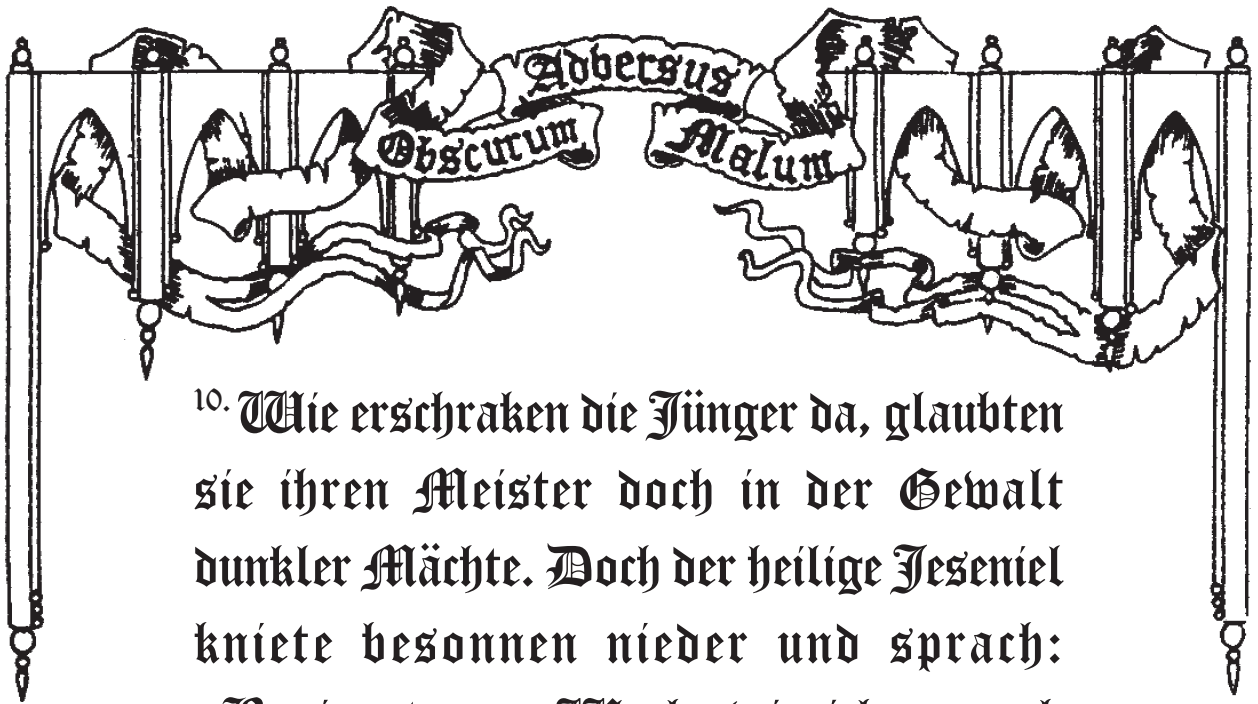 Adversus
Obscurum Malum
10. Wie erschraken die Jünger da, glaubten
sie ihren Meister doch in der Gewalt
dunkler Mächte. Doch der heilige Jeseniel
kniete besonnen nieder und sprach: